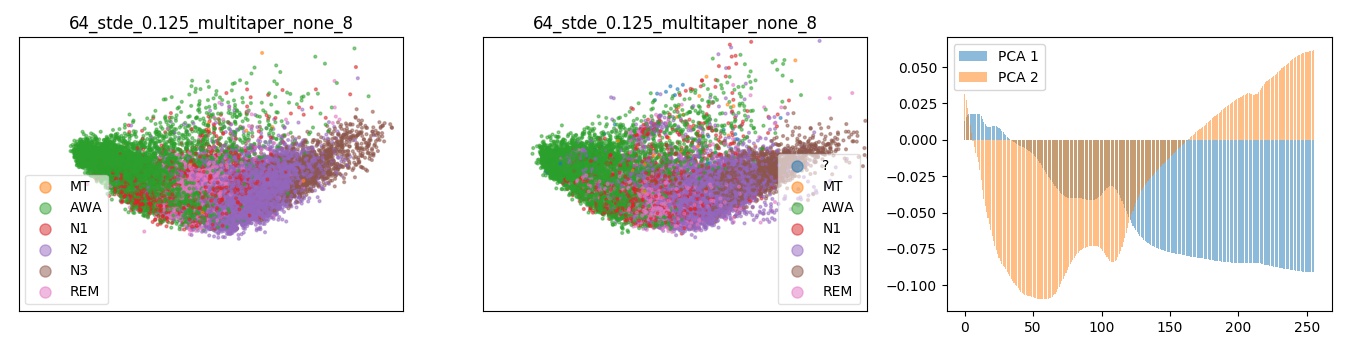 64_stde_0.125_multitaper_none_8
MT
AWA
N1
N2
N3
REM
64_stde_0.125_multitaper_none_8
?
MT
AWA
N1
N2
N3
REM
PCA 1
PCA 2
0.050
0.025
0.000
−0.025
−0.050
−0.075
−0.100
0 50 100 150 200 250